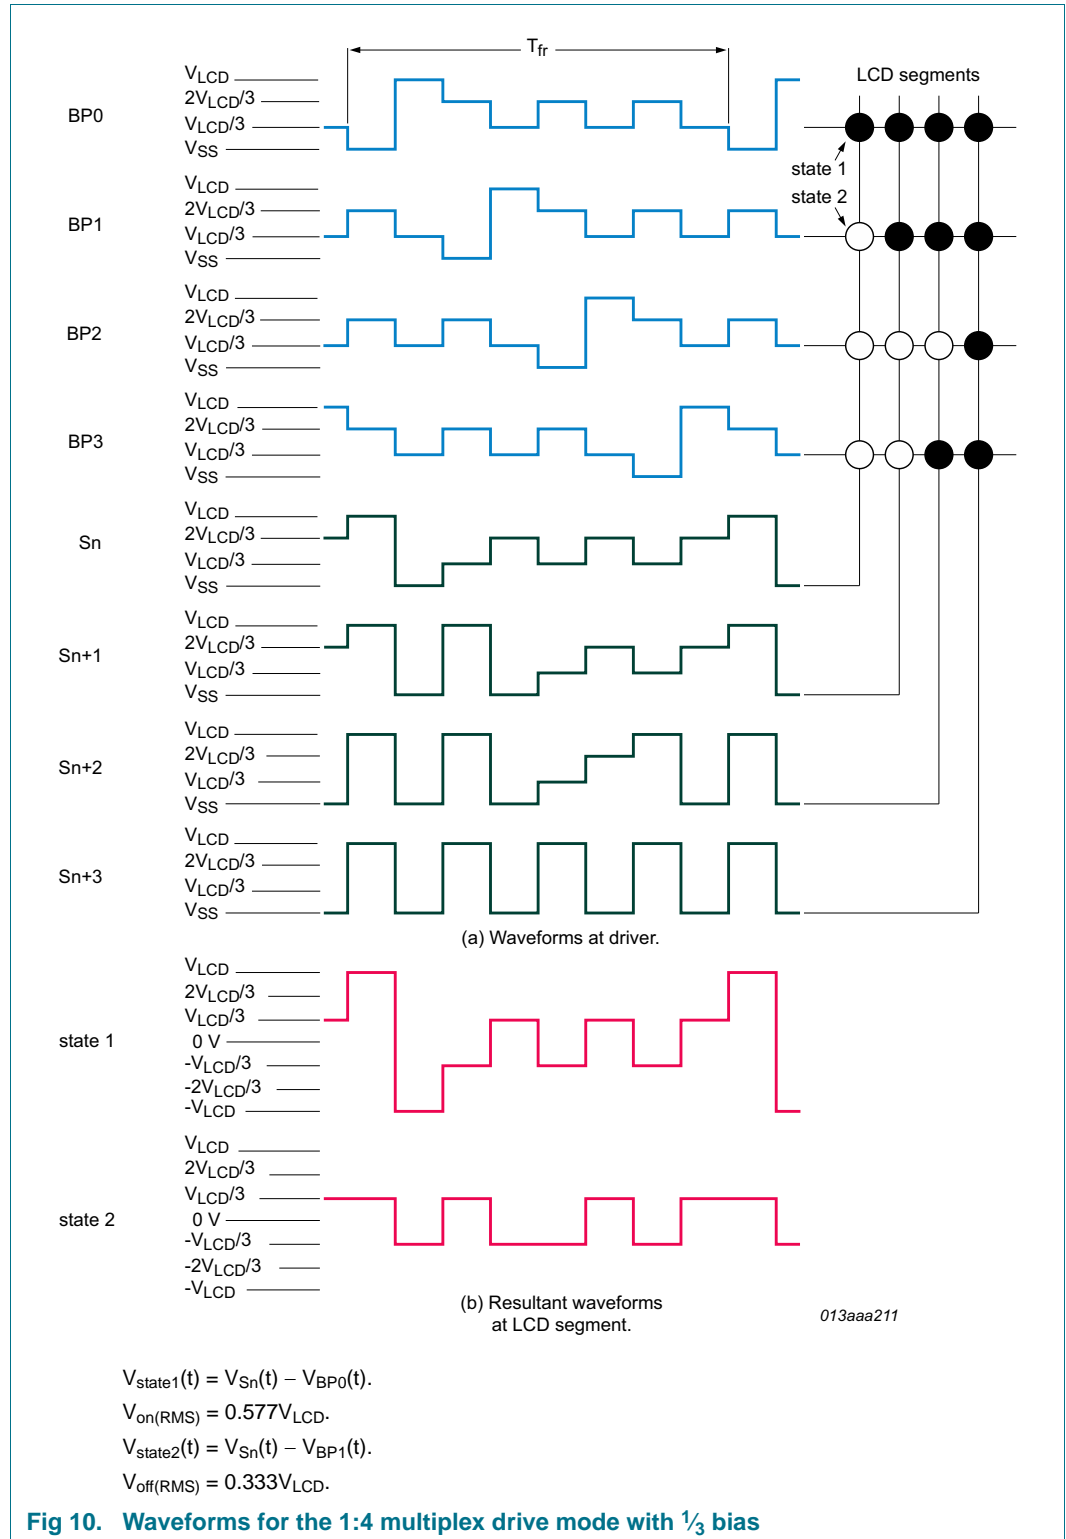 Tfr
BP0
VLCD
2VLCD/3
VLCD/3
VSS
LCD segments
state 1
state 2
BP1
VLCD
2VLCD/3
VLCD/3
VSS
BP2
VLCD
2VLCD/3
VLCD/3
VSS
BP3
VLCD
2VLCD/3
VLCD/3
VSS
Sn
VLCD
2VLCD/3
VLCD/3
VSS
Sn+1
VLCD
2VLCD/3
VLCD/3
VSS
Sn+2
VLCD
2VLCD/3
VLCD/3
VSS
Sn+3
VLCD
2VLCD/3
VLCD/3
VSS
(a) Waveforms at driver.
state 1
VLCD
2VLCD/3
VLCD/3
0 V
-VLCD/3
-2VLCD/3
-VLCD
state 2
VLCD
2VLCD/3
VLCD/3
0 V
-VLCD/3
-2VLCD/3
-VLCD
(b) Resultant waveforms
at LCD segment.
013aaa211
Vstate1(t) = VSn(t) − VBP0(t).
Von(RMS) = 0.577VLCD.
Vstate2(t) = VSn(t) − VBP1(t).
Voff(RMS) = 0.333VLCD.
Fig 10. Waveforms for the 1:4 multiplex drive mode with 1⁄3 bias